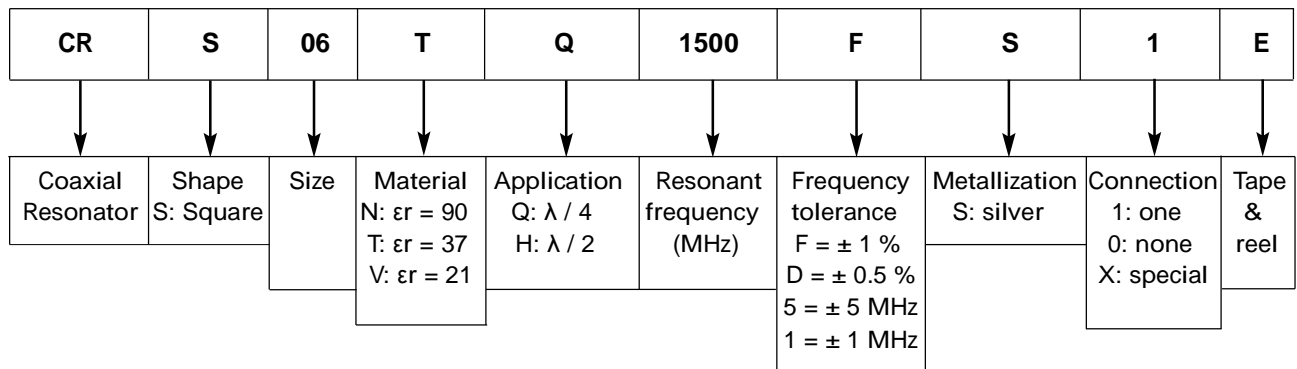 CR S 06 T Q 1500 F S 1 E
Coaxial
Resonator
Shape
S: Square
Size
Material
N: εr = 90
T: εr = 37
V: εr = 21
Application
Q: λ / 4
H: λ / 2
Resonant
frequency
(MHz)
Frequency
tolerance
F = ± 1 %
D = ± 0.5 %
5 = ± 5 MHz
1 = ± 1 MHz
Metallization
S: silver
Connection
1: one
0: none
X: special
Tape
&
reel